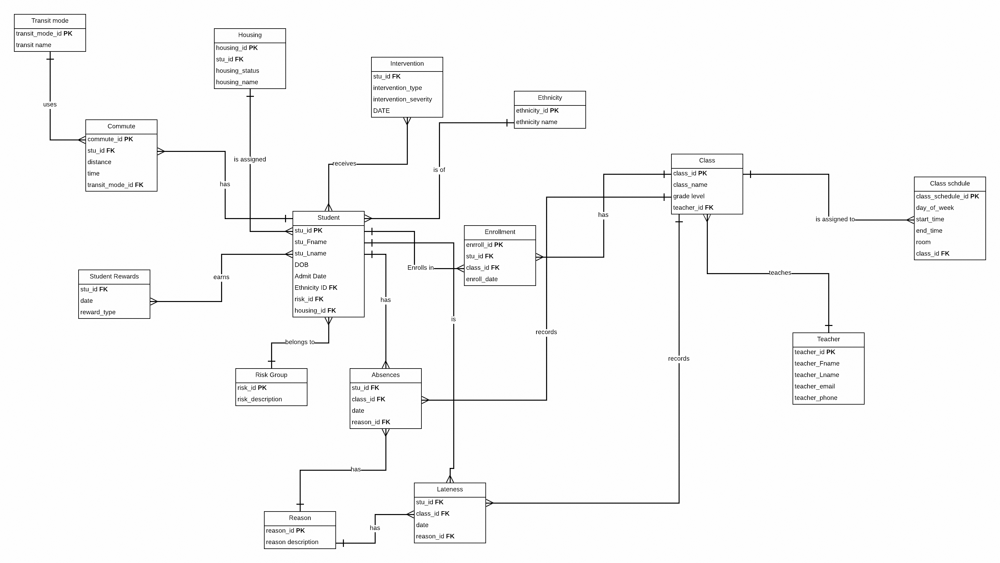 Transit mode
transit_mode_id PK
transit name
uses
Housing
housing_id PK
stu_id FK
housing_status
housing_name
is assigned
Intervention
stu_id FK
intervention_type
intervention_severity
DATE
receives
Ethnicity
ethnicity_id PK
ethnicity name
is of
Commute
commute_id PK
stu_id FK
distance
time
transit_mode_id FK
has
Class
class_id PK
class_name
grade level
teacher_id FK
has
is assigned to
Class schdule
class_schedule_id PK
day_of_week
start_time
end_time
room
class_id FK
Student
stu_id PK
stu_Fname
stu_Lname
DOB
Admit Date
Ethnicity ID FK
risk_id FK
housing_id FK
Enrolls in
Enrollment
enroll_id PK
stu_id FK
class_id FK
enroll_date
teaches
Student Rewards
stu_id FK
date
reward_type
earns
has
is
records
records
belongs to
Teacher
teacher_id PK
teacher_Fname
teacher_Lname
teacher_email
teacher_phone
Risk Group
risk_id PK
risk_description
Absences
stu_id FK
class_id FK
date
reason_id FK
has
Lateness
stu_id FK
class_id FK
date
reason_id FK
Reason
reason_id PK
reason description
has